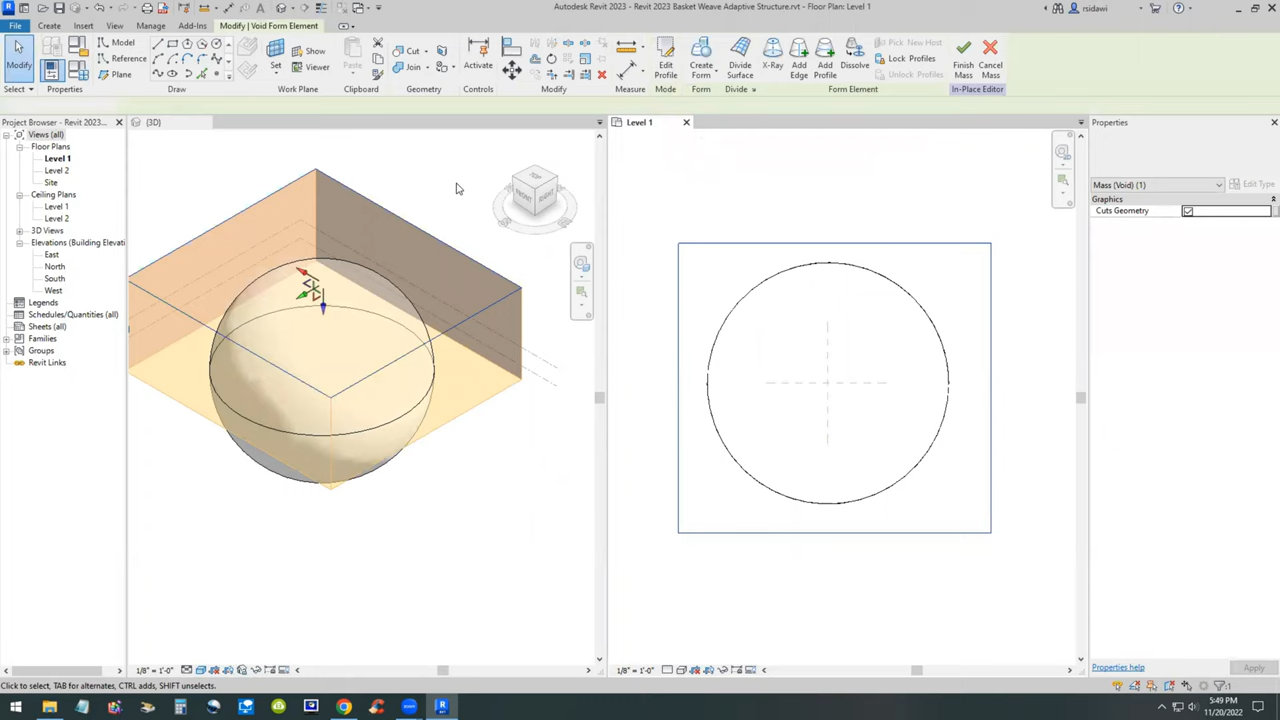 Autodesk Revit 2023 - Revit 2023 Basket Weave Adaptive Structure.rvt - Floor Plan: Level 1
rsidawi
File Create Insert View Manage Add-Ins Modify | Void Form Element
Modify
Model
Reference
Plane
Set
Show
Viewer
Paste
Cut
Join
Activate
Edit Profile
Create Form
Divide Surface
X-Ray
Add Edge
Add Profile
Dissolve
Pick New Host
Lock Profiles
Unlock Profiles
Finish Mass
Cancel Mass
Select Properties Draw Work Plane Clipboard Geometry Controls Modify Measure Mode Form Divide Form Element In-Place Editor
Project Browser - Revit 2023...
Views (all)
Floor Plans
Level 1
Level 2
Site
Ceiling Plans
Level 1
Level 2
3D Views
Elevations (Building Elevati
East
North
South
West
Legends
Schedules/Quantities (all)
Sheets (all)
Families
Groups
Revit Links
{3D}
TOP
FRONT
RIGHT
1/8" = 1'-0"
Level 1
1/8" = 1'-0"
Properties
Mass (Void) (1)
Edit Type
Graphics
Cuts Geometry
Properties help
Apply
Click to select, TAB for alternates, CTRL adds, SHIFT unselects.
:1
5:49 PM
11/20/2022